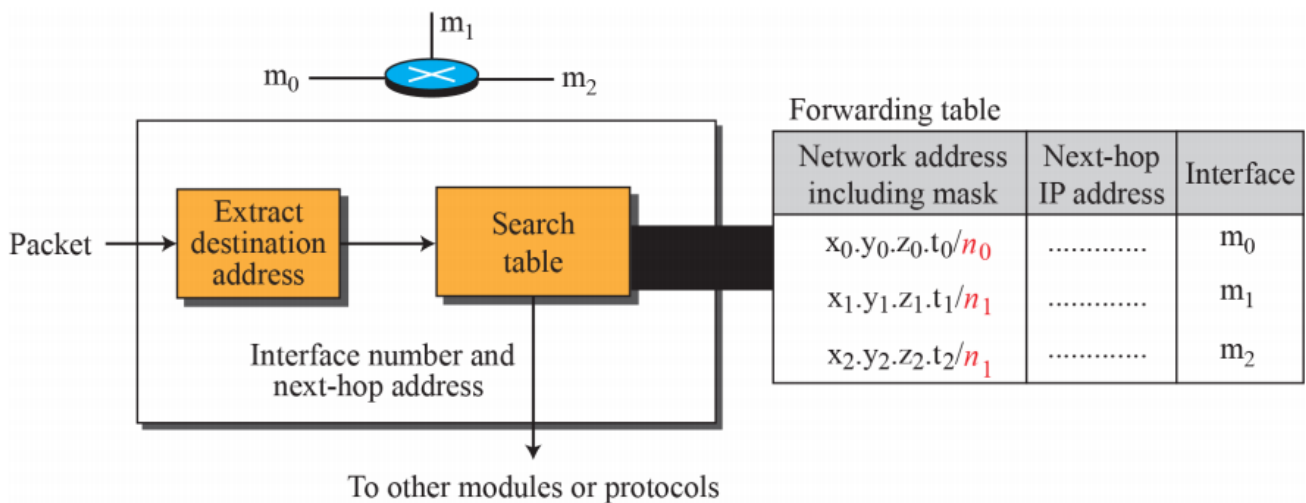 m₁
m₀
m₂
Forwarding table
Network address
including mask
Next-hop
IP address
Interface
Extract
destination
address
Search
table
Packet
x₀.y₀.z₀.t₀/n₀ ............. m₀
x₁.y₁.z₁.t₁/n₁ ............. m₁
x₂.y₂.z₂.t₂/n₁ ............. m₂
Interface number and
next-hop address
To other modules or protocols